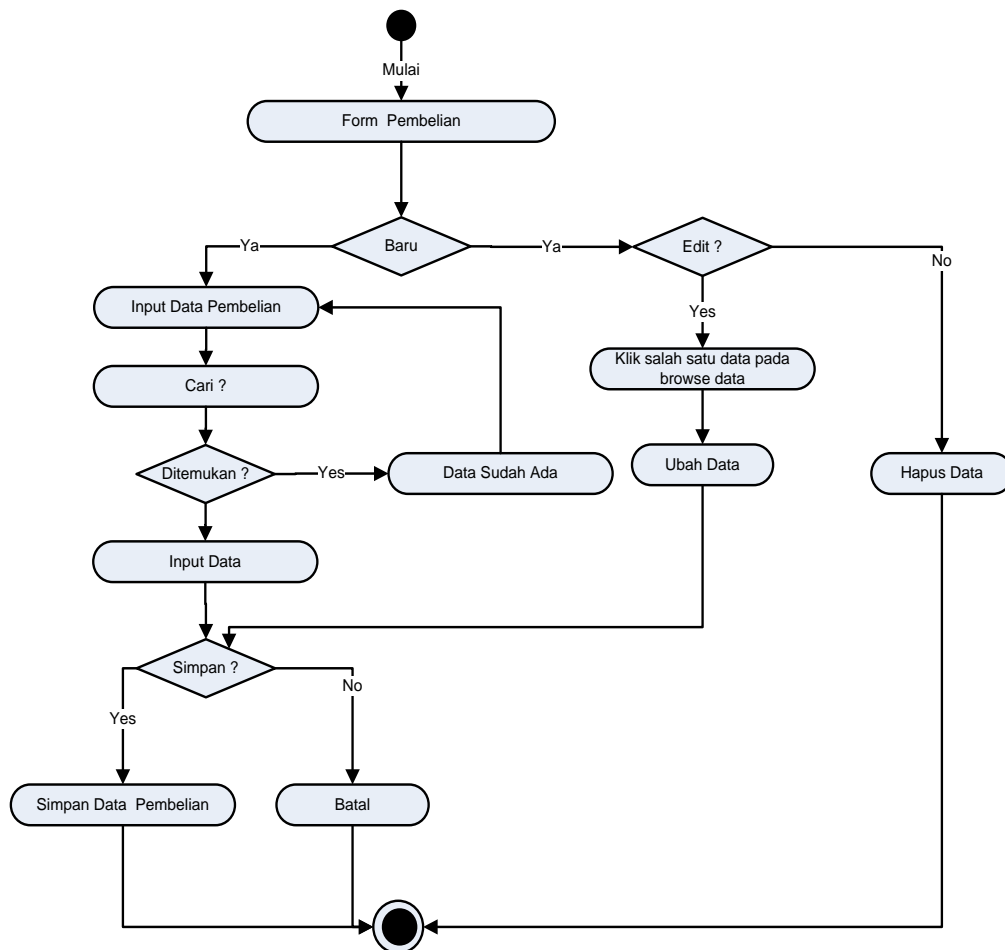 Mulai
Form Pembelian
Baru
Ya
Ya
Edit ?
No
Input Data Pembelian
Yes
Klik salah satu data pada
browse data
Cari ?
Ditemukan ?
Yes
Data Sudah Ada
Ubah Data
Hapus Data
Input Data
Simpan ?
No
Yes
Simpan Data Pembelian
Batal